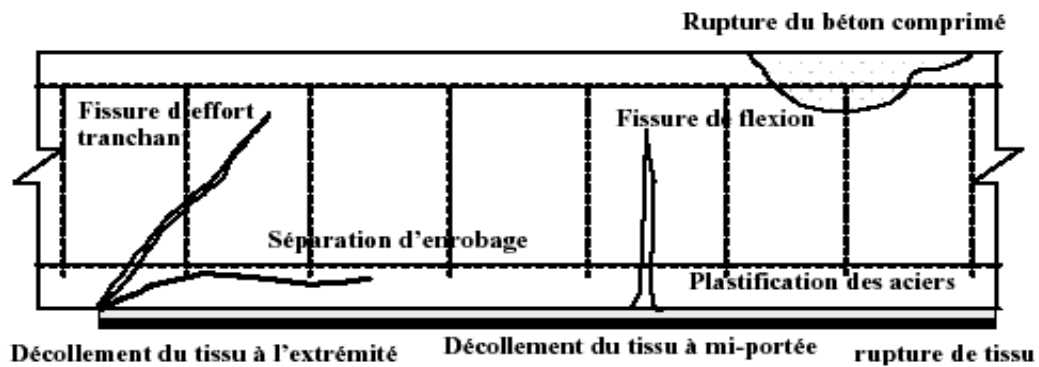 Rupture du béton comprimé
Fissure d'effort
tranchant
Fissure de flexion
Séparation d'enrobage
Plastification des aciers
Décollement du tissu à l'extrémité
Décollement du tissu à mi-portée
rupture de tissu